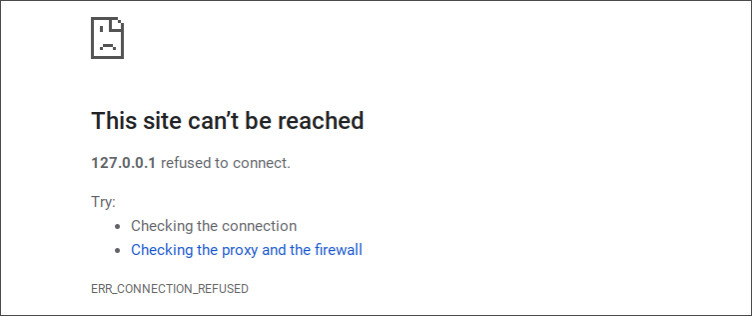 This site can’t be reached
127.0.0.1 refused to connect.
Try:
• Checking the connection
• Checking the proxy and the firewall
ERR_CONNECTION_REFUSED